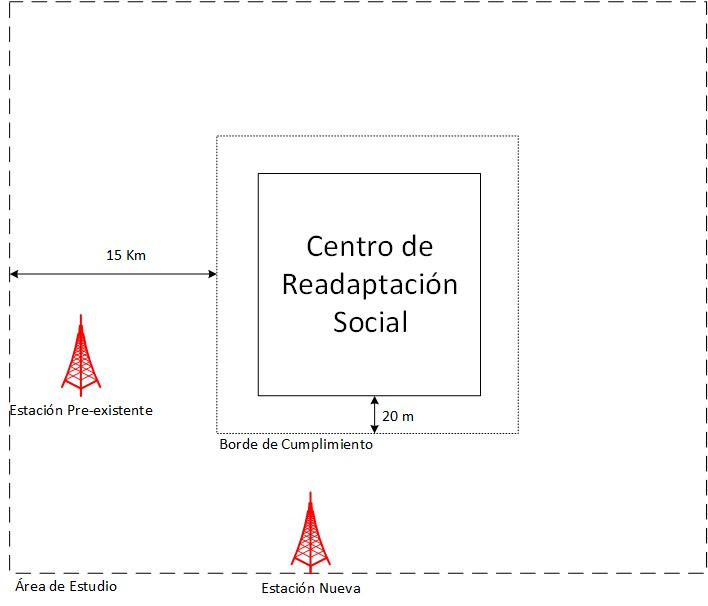 Centro de
Readaptación
Social
15 Km
Estación Pre-existente
20 m
Borde de Cumplimiento
Área de Estudio
Estación Nueva